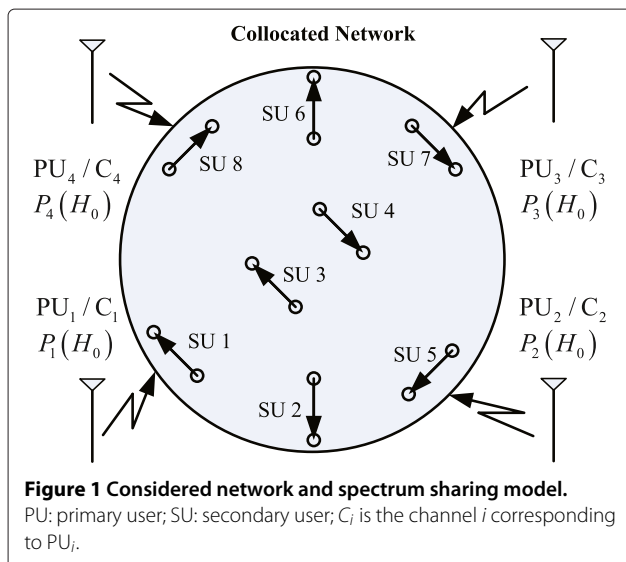 Collocated Network
SU 6
PU₄ / C₄
P₄(H₀)
SU 8
SU 7
PU₃ / C₃
P₃(H₀)
SU 4
SU 3
PU₁ / C₁
P₁(H₀)
SU 1
PU₂ / C₂
P₂(H₀)
SU 5
SU 2
Figure 1 Considered network and spectrum sharing model.
PU: primary user; SU: secondary user; Cᵢ is the channel i corresponding
to PUᵢ.